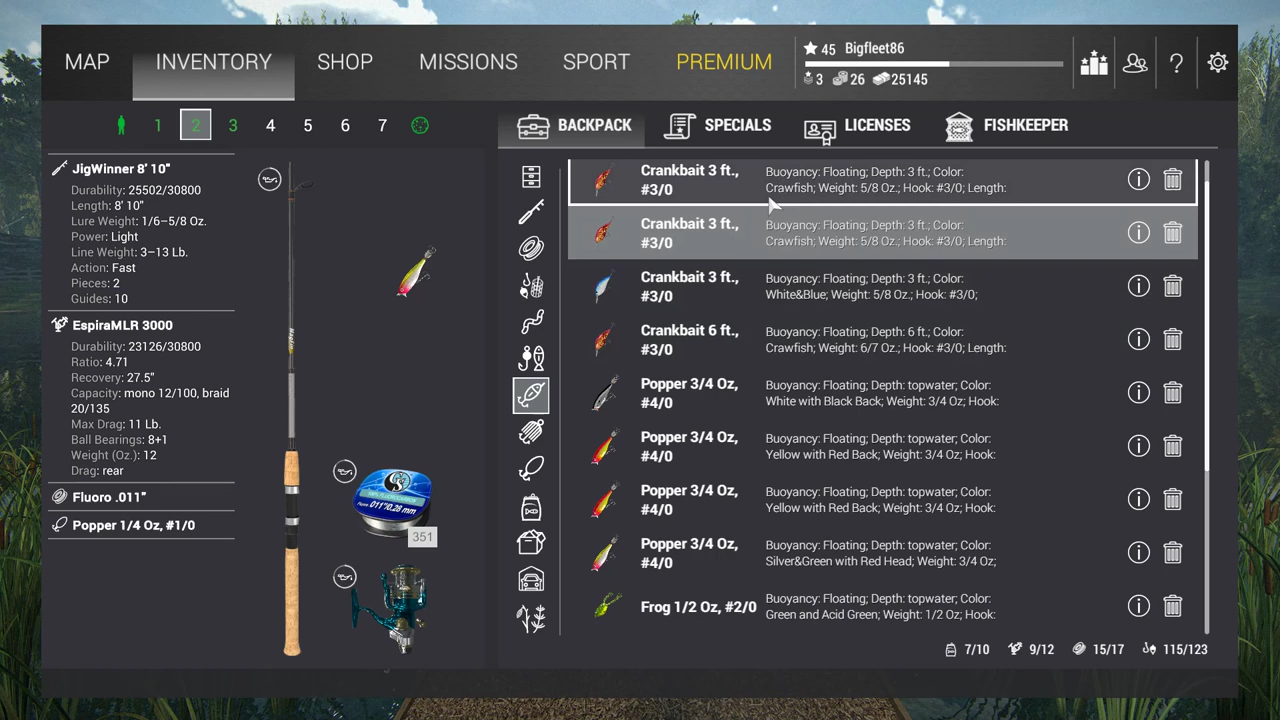 MAP
INVENTORY
SHOP
MISSIONS
SPORT
PREMIUM
45 Bigfleet86
3 26 25145
?
1 2 3 4 5 6 7
BACKPACK
SPECIALS
LICENSES
FISHKEEPER
JigWinner 8' 10"
Durability: 25502/30800
Length: 8' 10"
Lure Weight: 1/6–5/8 Oz.
Power: Light
Line Weight: 3–13 Lb.
Action: Fast
Pieces: 2
Guides: 10
EspiraMLR 3000
Durability: 23126/30800
Ratio: 4.71
Recovery: 27.5"
Capacity: mono 12/100, braid
20/135
Max Drag: 11 Lb.
Ball Bearings: 8+1
Weight (Oz.): 12
Drag: rear
Fluoro .011"
Popper 1/4 Oz, #1/0
351
Crankbait 3 ft.,
#3/0
Buoyancy: Floating; Depth: 3 ft.; Color:
Crawfish; Weight: 5/8 Oz.; Hook: #3/0; Length:
Crankbait 3 ft.,
#3/0
Buoyancy: Floating; Depth: 3 ft.; Color:
Crawfish; Weight: 5/8 Oz.; Hook: #3/0; Length:
Crankbait 3 ft.,
#3/0
Buoyancy: Floating; Depth: 3 ft.; Color:
White&Blue; Weight: 5/8 Oz.; Hook: #3/0;
Crankbait 6 ft.,
#3/0
Buoyancy: Floating; Depth: 6 ft.; Color:
Crawfish; Weight: 6/7 Oz.; Hook: #3/0; Length:
Popper 3/4 Oz,
#4/0
Buoyancy: Floating; Depth: topwater; Color:
White with Black Back; Weight: 3/4 Oz; Hook:
Popper 3/4 Oz,
#4/0
Buoyancy: Floating; Depth: topwater; Color:
Yellow with Red Back; Weight: 3/4 Oz; Hook:
Popper 3/4 Oz,
#4/0
Buoyancy: Floating; Depth: topwater; Color:
Yellow with Red Back; Weight: 3/4 Oz; Hook:
Popper 3/4 Oz,
#4/0
Buoyancy: Floating; Depth: topwater; Color:
Silver&Green with Red Head; Weight: 3/4 Oz;
Frog 1/2 Oz, #2/0
Buoyancy: Floating; Depth: topwater; Color:
Green and Acid Green; Weight: 1/2 Oz; Hook:
7/10 9/12 15/17 115/123